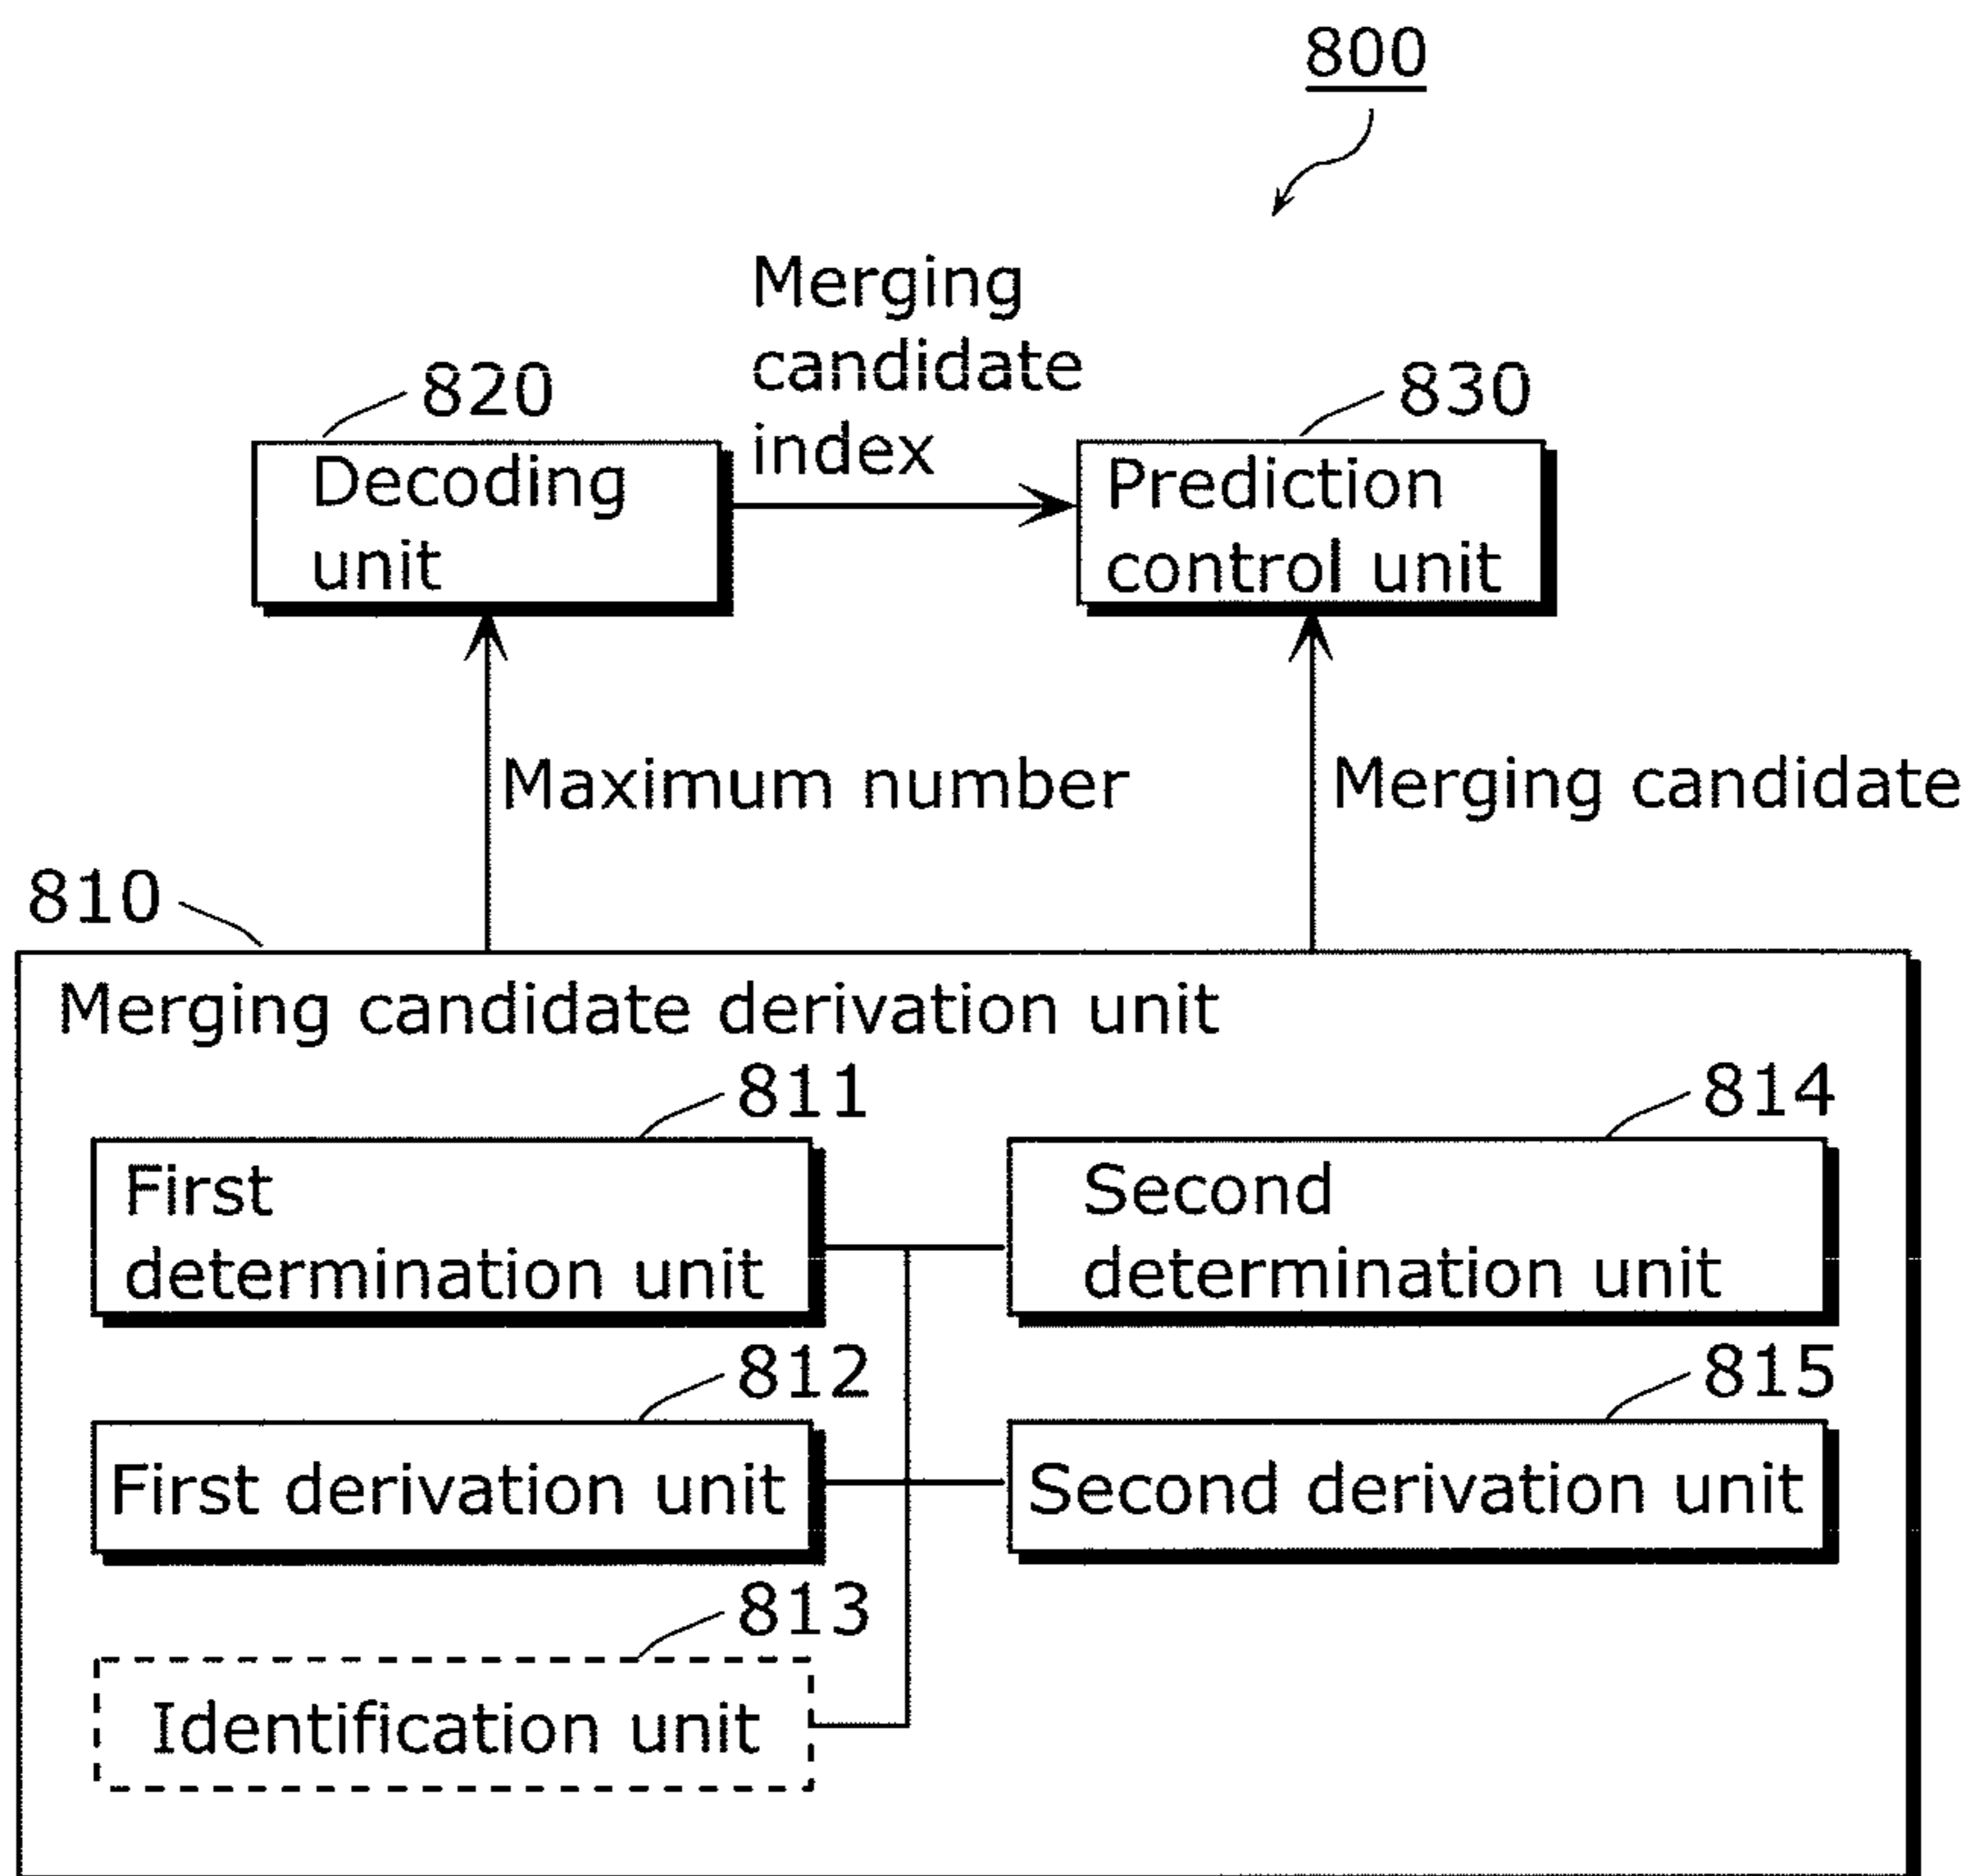 800
Merging
candidate
index
820
830
Decoding
unit
Prediction
control unit
Maximum number
Merging candidate
810
Merging candidate derivation unit
811
814
First
determination unit
Second
determination unit
812
815
First derivation unit
Second derivation unit
813
Identification unit